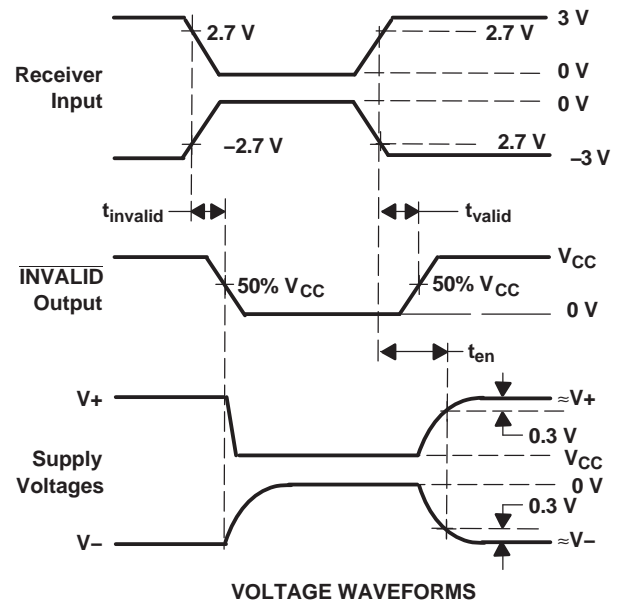 3 V
2.7 V
2.7 V
Receiver
Input
0 V
0 V
–2.7 V
2.7 V
–3 V
tinvalid
tvalid
INVALID
Output
VCC
50% VCC
50% VCC
0 V
ten
V+
≈V+
0.3 V
Supply
Voltages
VCC
0 V
0.3 V
V–
≈V–
VOLTAGE WAVEFORMS